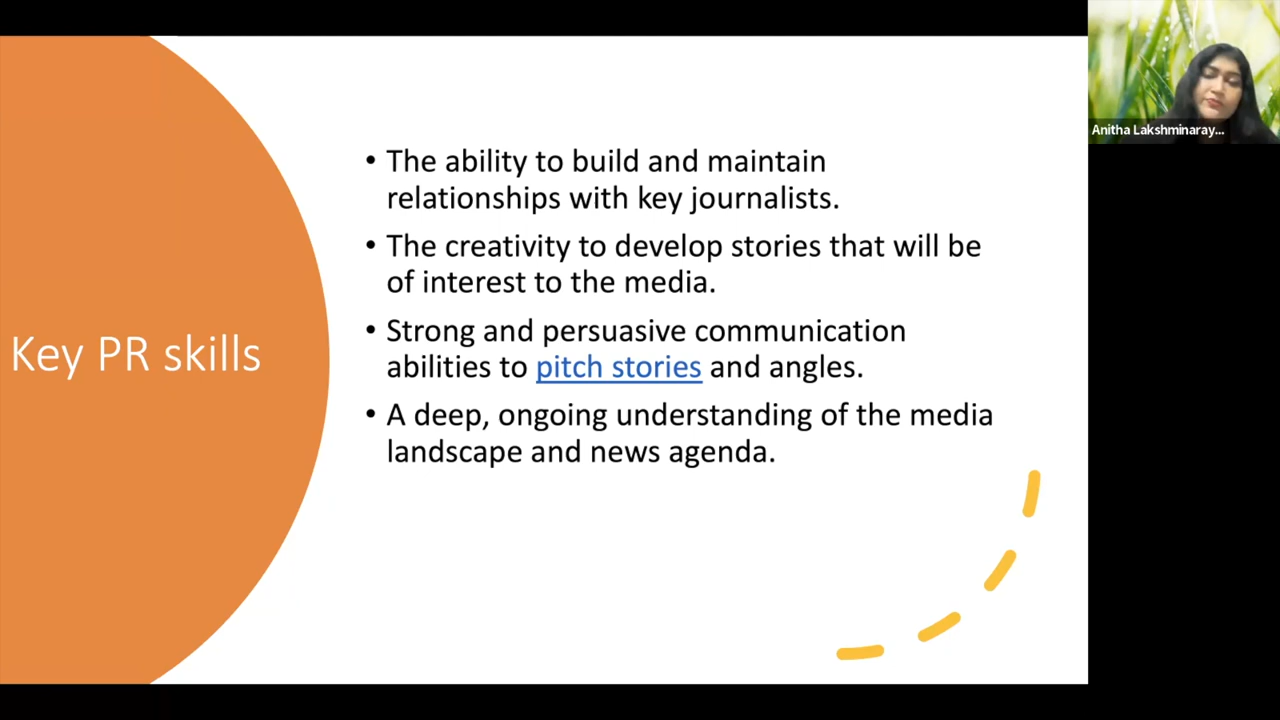 Key PR skills
• The ability to build and maintain
relationships with key journalists.
• The creativity to develop stories that will be
of interest to the media.
• Strong and persuasive communication
abilities to pitch stories and angles.
• A deep, ongoing understanding of the media
landscape and news agenda.
Anitha Lakshminaray...